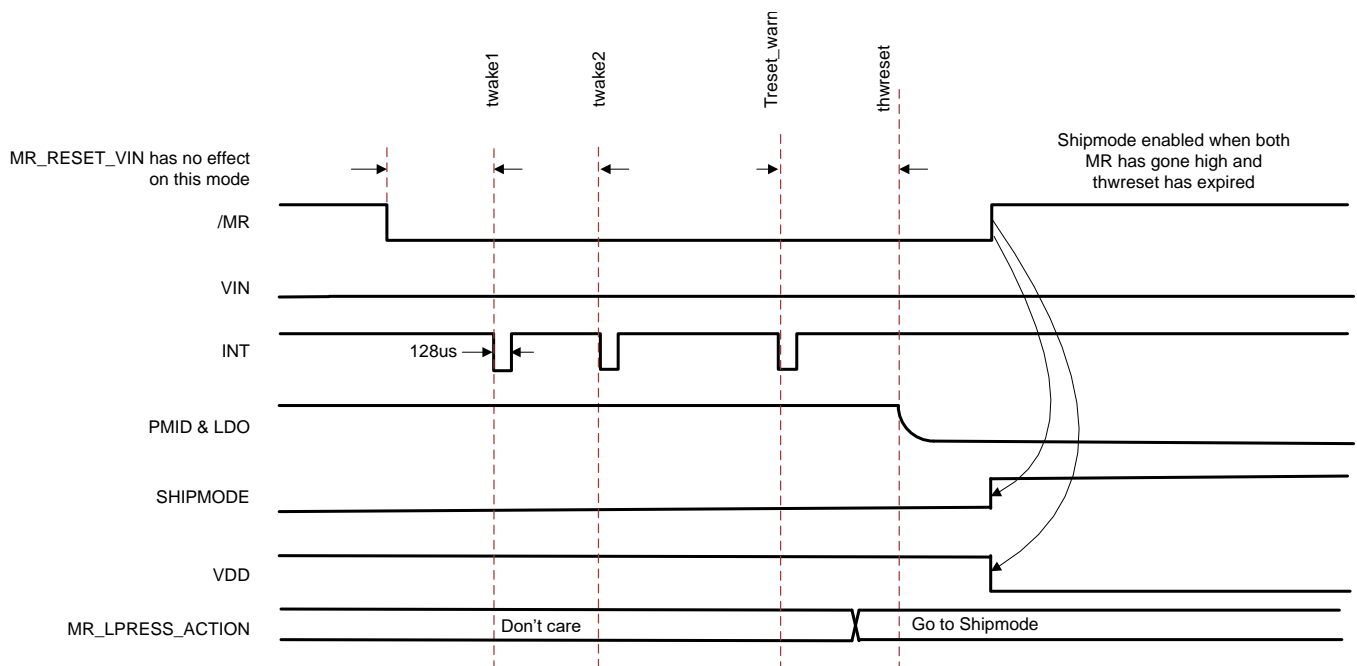 twake1
twake2
Treset_warn
thwreset
MR_RESET_VIN has no effect
on this mode
Shipmode enabled when both
MR has gone high and
thwreset has expired
/MR
VIN
INT
128us
PMID & LDO
SHIPMODE
VDD
MR_LPRESS_ACTION
Don't care
Go to Shipmode